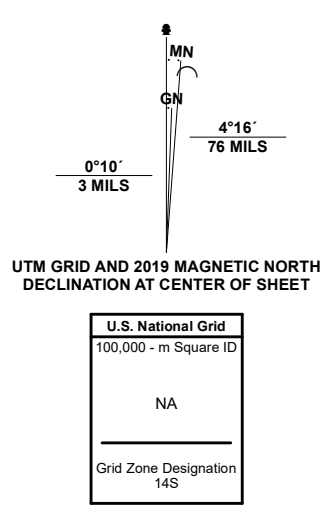 MN
GN
4°16´
76 MILS
0°10´
3 MILS
UTM GRID AND 2019 MAGNETIC NORTH
DECLINATION AT CENTER OF SHEET
U.S. National Grid
100,000 - m Square ID
NA
Grid Zone Designation
14S